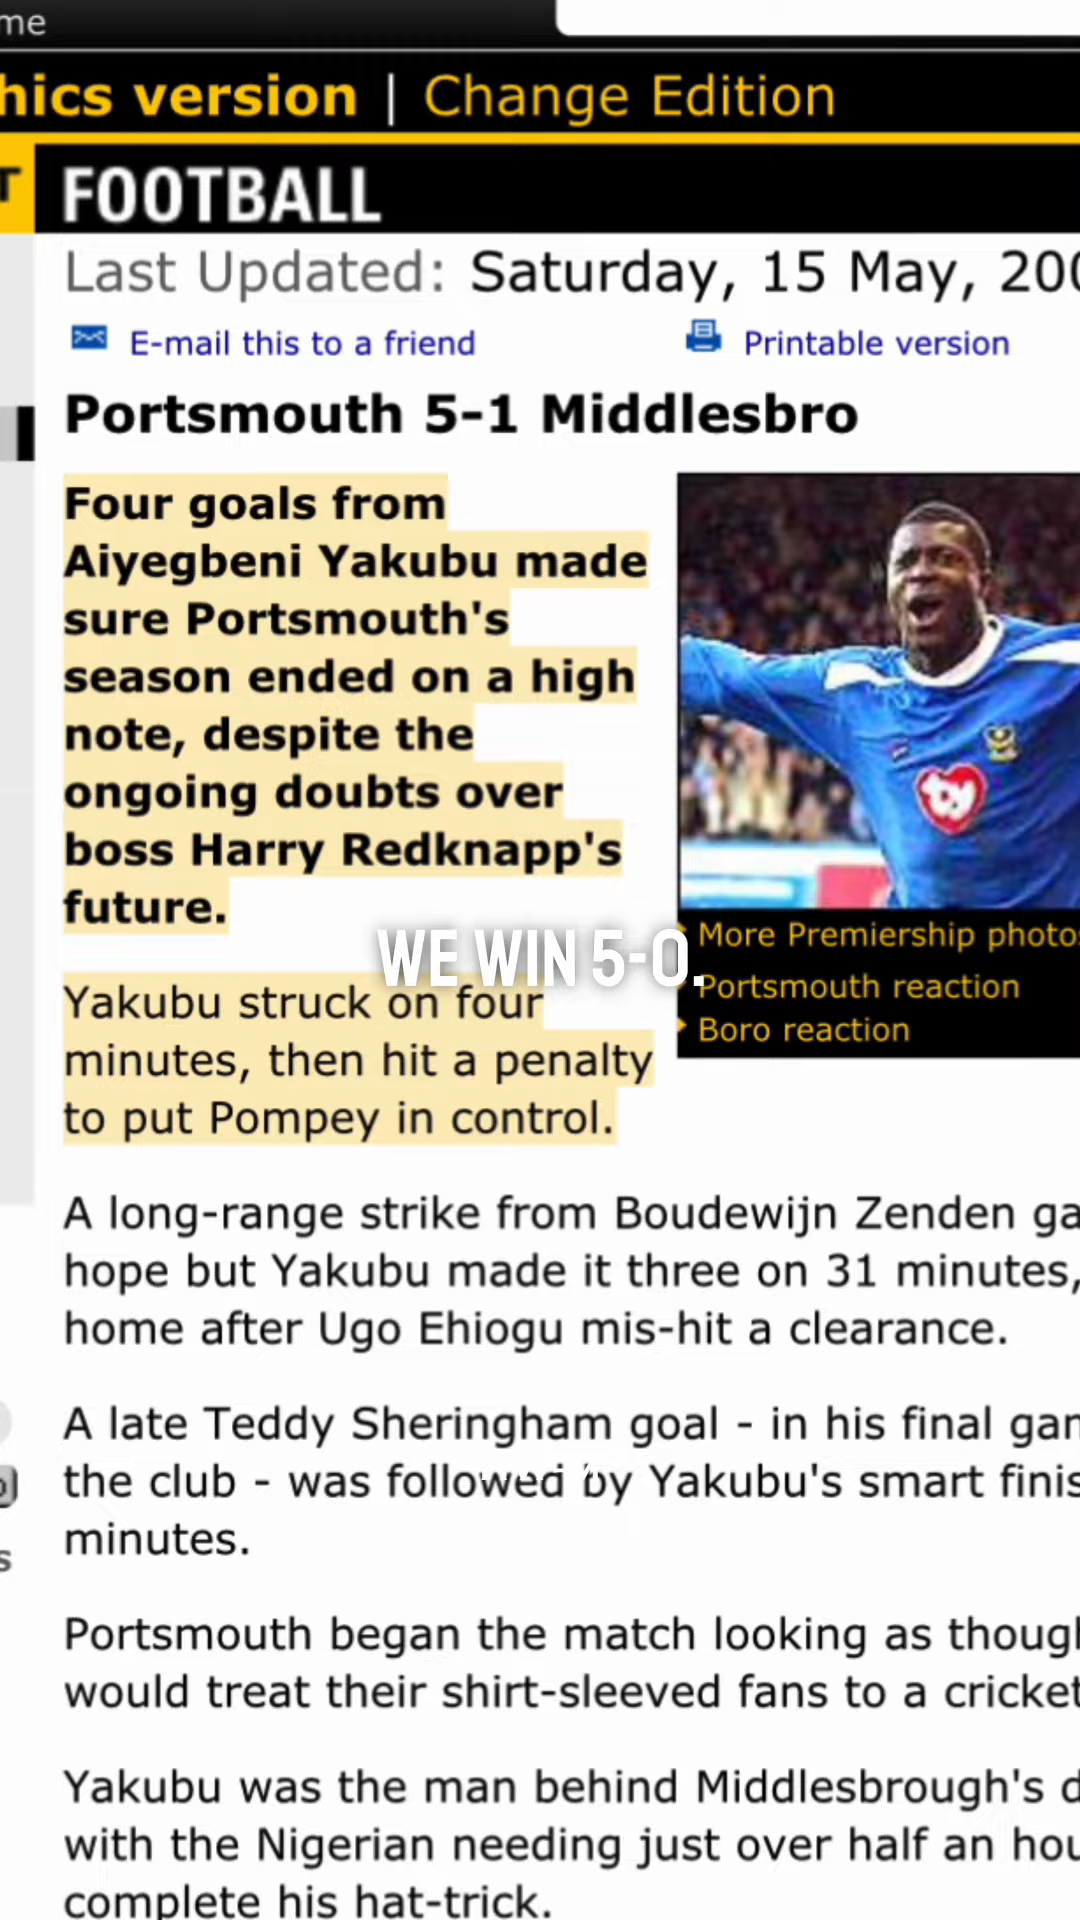 me
hics version | Change Edition
T FOOTBALL
Last Updated: Saturday, 15 May, 200
E-mail this to a friend
Printable version
Portsmouth 5-1 Middlesbro
Four goals from
Aiyegbeni Yakubu made
sure Portsmouth's
season ended on a high
note, despite the
ongoing doubts over
boss Harry Redknapp's
future.
ty
WE WIN 5-0.
More Premiership photos
Portsmouth reaction
Boro reaction
Yakubu struck on four
minutes, then hit a penalty
to put Pompey in control.
A long-range strike from Boudewijn Zenden ga
hope but Yakubu made it three on 31 minutes,
home after Ugo Ehiogu mis-hit a clearance.
A late Teddy Sheringham goal - in his final gam
the club - was followed by Yakubu's smart finis
minutes.
s
Portsmouth began the match looking as though
would treat their shirt-sleeved fans to a cricket
Yakubu was the man behind Middlesbrough's d
with the Nigerian needing just over half an hou
complete his hat-trick.